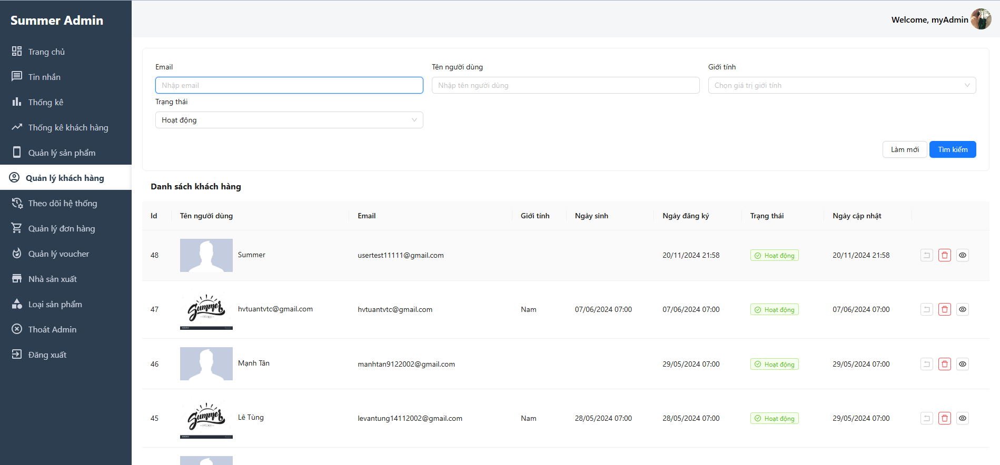 Summer Admin
Welcome, myAdmin
Trang chủ
Tin nhắn
Thống kê
Thống kê khách hàng
Quản lý sản phẩm
Quản lý khách hàng
Theo dõi hệ thống
Quản lý đơn hàng
Quản lý voucher
Nhà sản xuất
Loại sản phẩm
Thoát Admin
Đăng xuất
Email
Tên người dùng
Giới tính
Nhập email
Nhập tên người dùng
Chọn giá trị giới tính
Trạng thái
Hoạt động
Làm mới
Tìm kiếm
Danh sách khách hàng
Id Tên người dùng Email Giới tính Ngày sinh Ngày đăng ký Trạng thái Ngày cập nhật
48 Summer usertest11111@gmail.com 20/11/2024 21:58 Hoạt động 20/11/2024 21:58
Summer
47 hvtuantvtc@gmail.com hvtuantvtc@gmail.com Nam 07/06/2024 07:00 07/06/2024 07:00 Hoạt động 07/06/2024 07:00
46 Mạnh Tân manhtan9122002@gmail.com 29/05/2024 07:00 Hoạt động 29/05/2024 07:00
Summer
45 Lê Tùng levantung14112002@gmail.com Nam 28/05/2024 07:00 28/05/2024 07:00 Hoạt động 29/05/2024 07:00